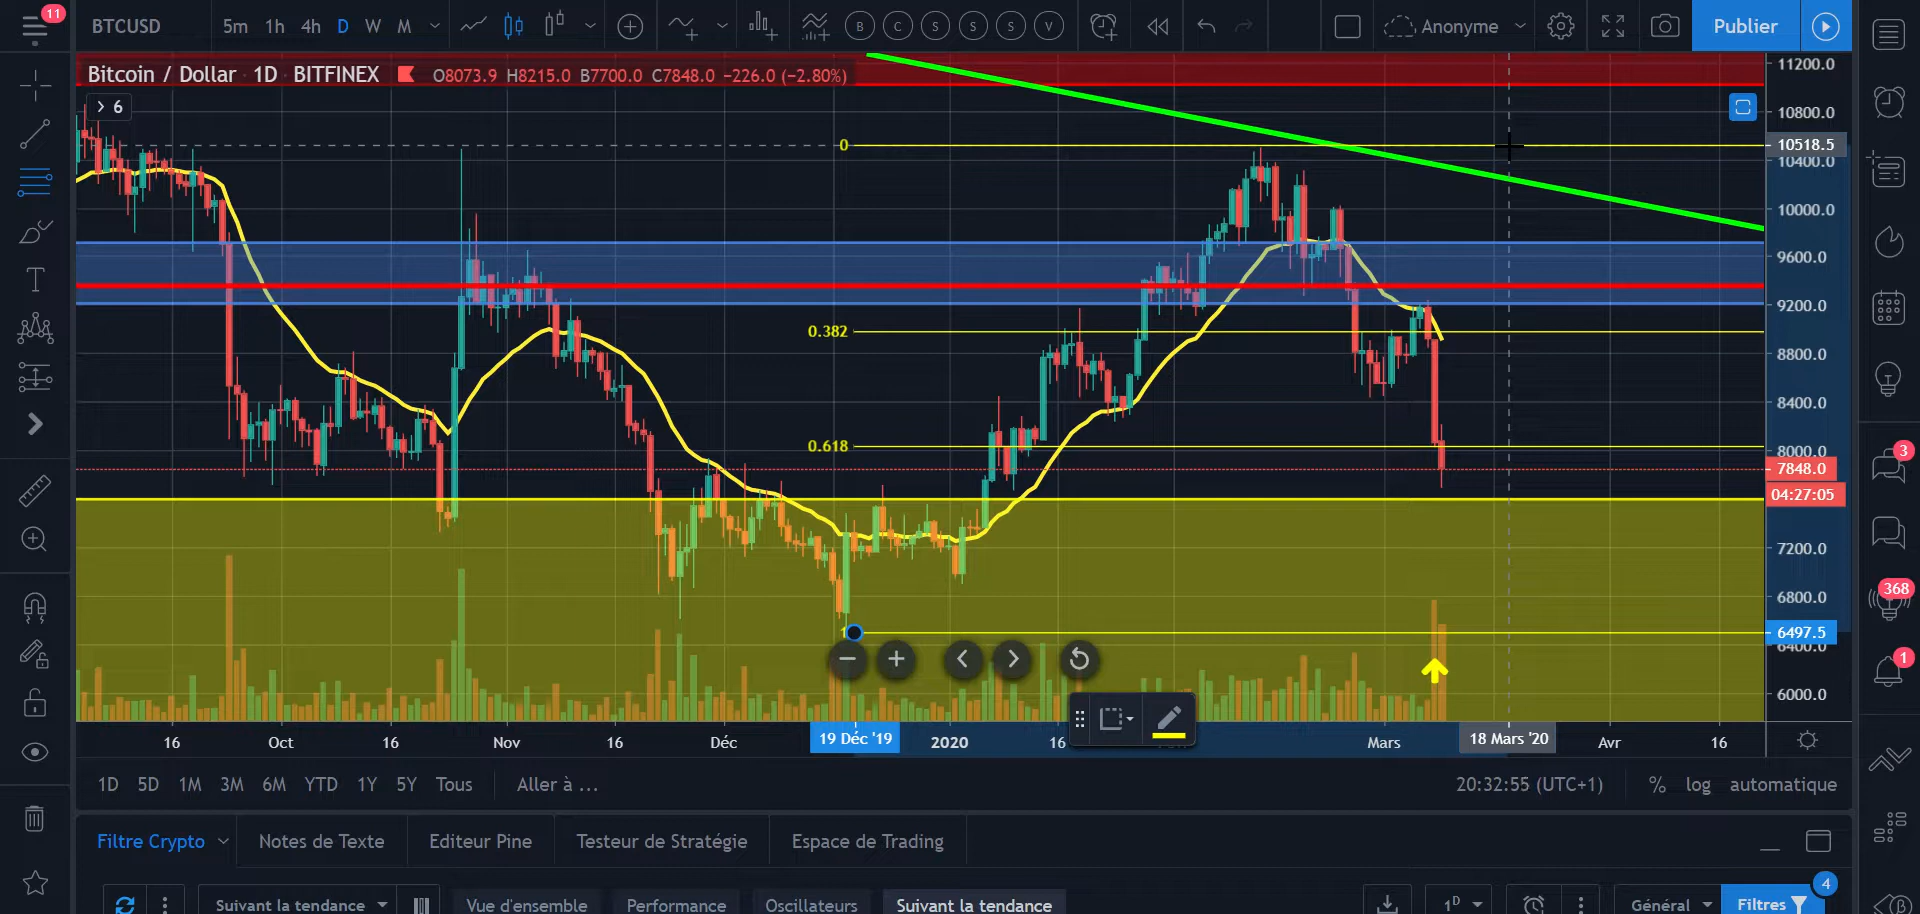 11
BTCUSD
5m 1h 4h D W M
B C S S S V
Anonyme
Publier
Bitcoin / Dollar 1D BITFINEX O8073.9 H8215.0 B7700.0 C7848.0 −226.0 (−2.80%)
6
11200.0
10800.0
10518.5
10400.0
10000.0
9600.0
9200.0
8800.0
8400.0
8000.0
7848.0
04:27:05
7200.0
6800.0
6497.5
6400.0
6000.0
0
0.382
0.618
3
368
1
16 Oct 16 Nov 16 Déc 19 Déc '19 2020 16 Mars 18 Mars '20 Avr 16
1D 5D 1M 3M 6M YTD 1Y 5Y Tous Aller à ... 20:32:55 (UTC+1) % log automatique
Filtre Crypto Notes de Texte Editeur Pine Testeur de Stratégie Espace de Trading
4
Suivant la tendance Vue d'ensemble Performance Oscillateurs Suivant la tendance 1D Général Filtres